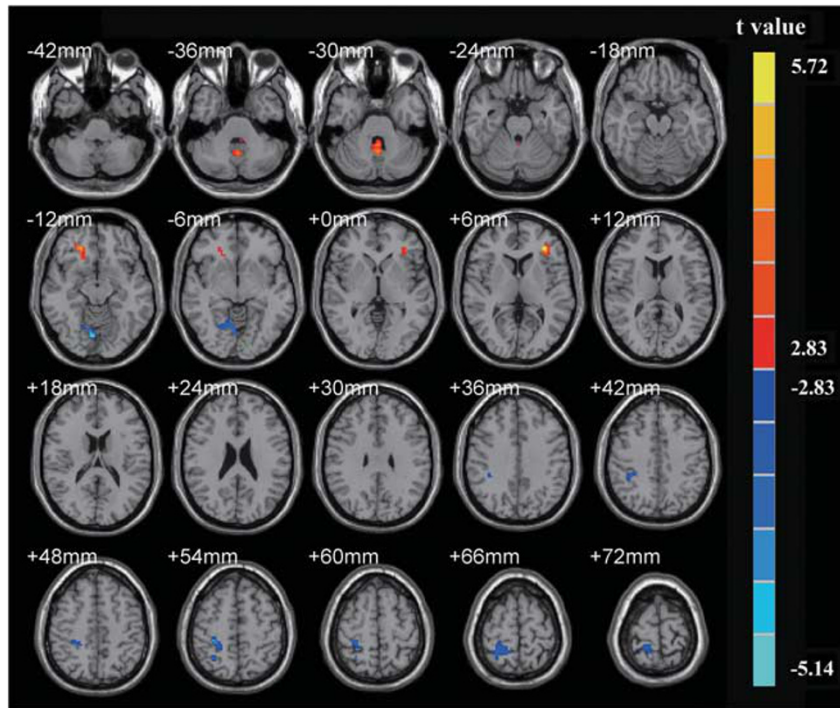 t value
-42mm -36mm -30mm -24mm -18mm
5.72
-12mm -6mm +0mm +6mm +12mm
2.83
-2.83
+18mm +24mm +30mm +36mm +42mm
+48mm +54mm +60mm +66mm +72mm
-5.14